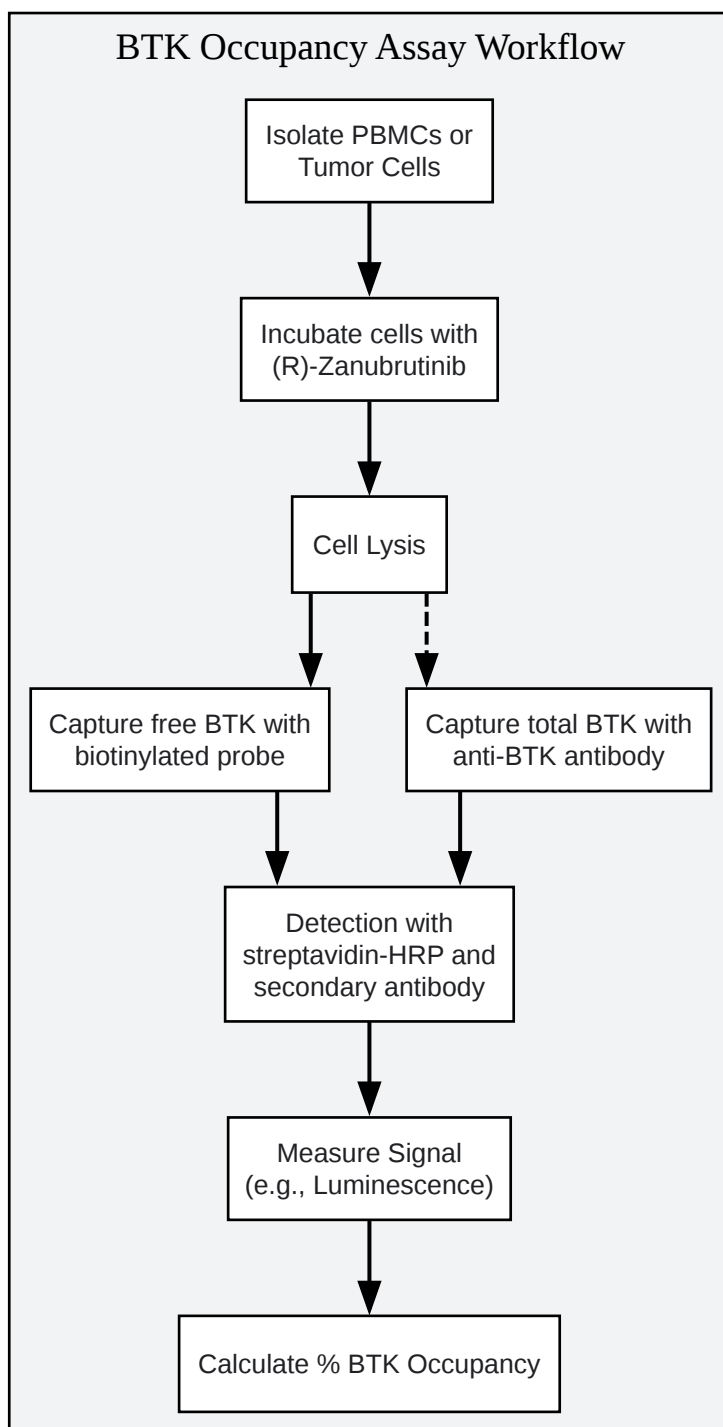 BTK Occupancy Assay Workflow
Isolate PBMCs or
Tumor Cells
Incubate cells with
(R)-Zanubrutinib
Cell Lysis
Capture free BTK with
biotinylated probe
Capture total BTK with
anti-BTK antibody
Detection with
streptavidin-HRP and
secondary antibody
Measure Signal
(e.g., Luminescence)
Calculate % BTK Occupancy